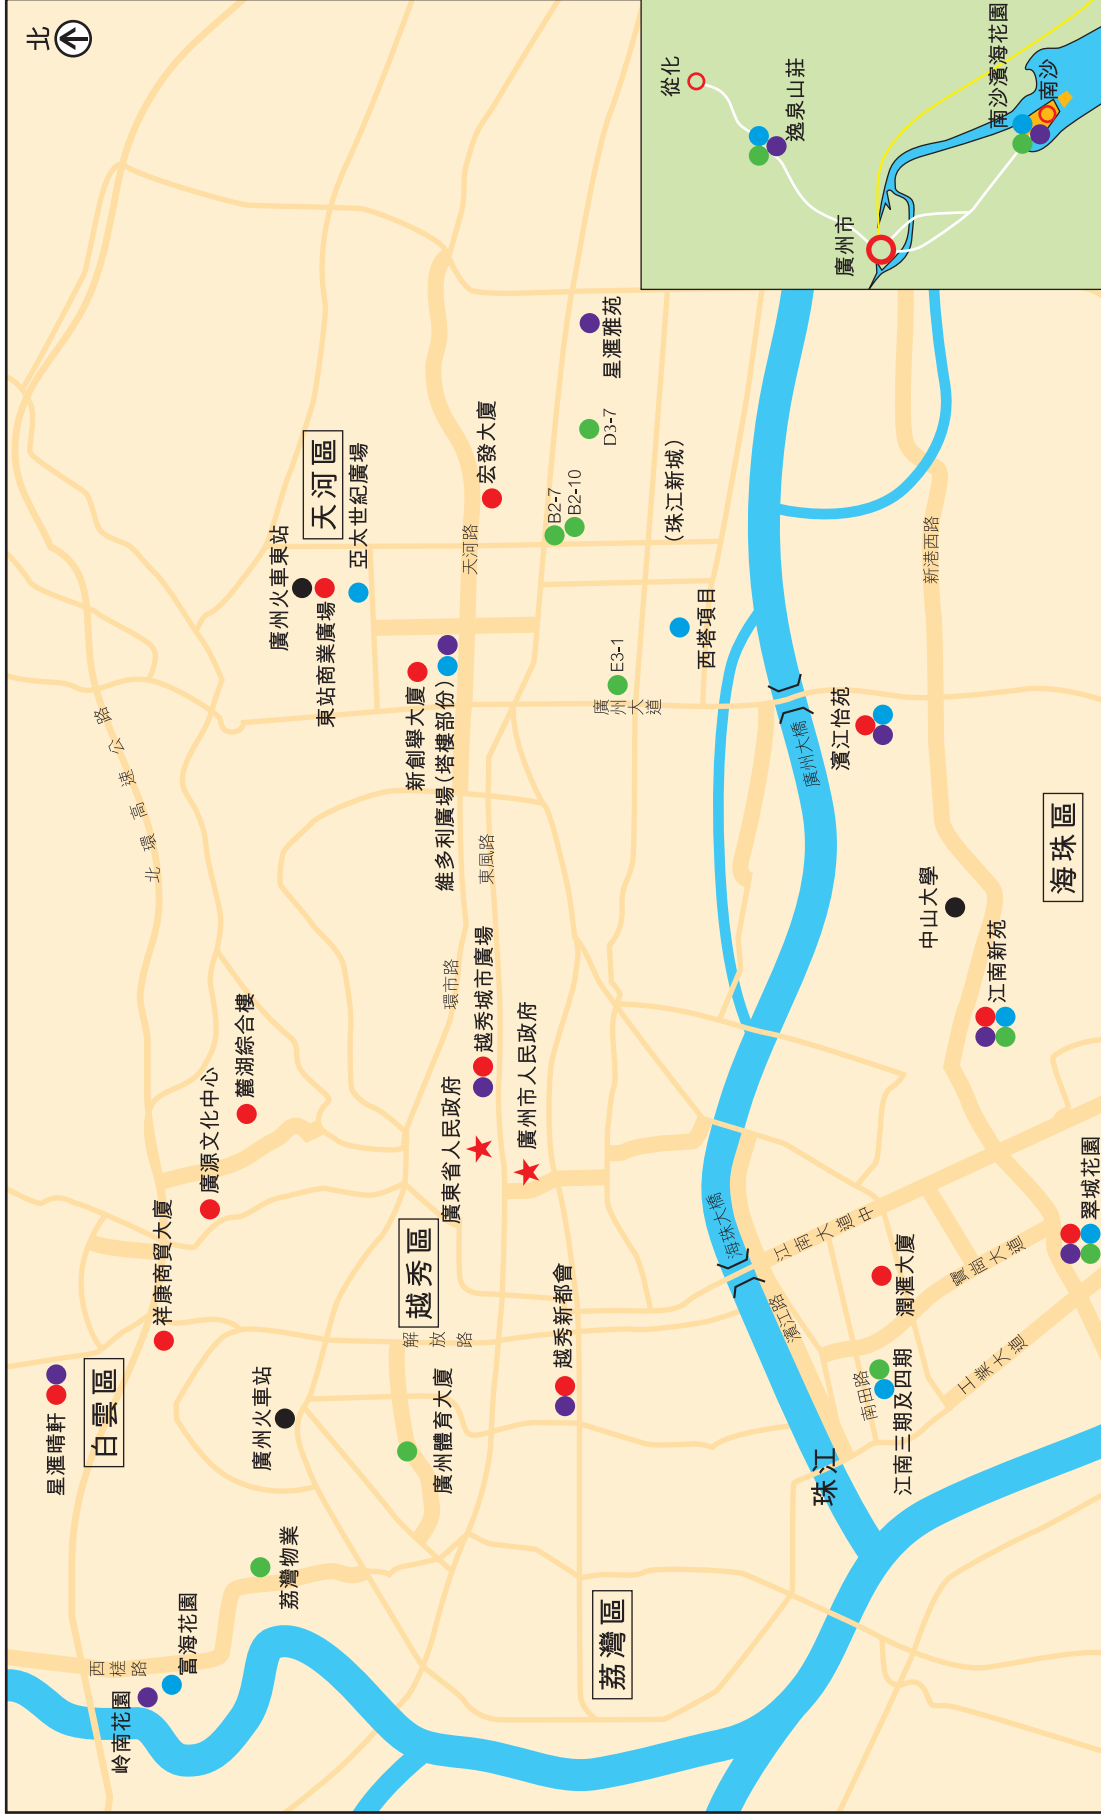 北
從化
逸泉山莊
南沙濱海花園
南沙
廣州市
星滙雅苑
D3-7
宏發大廈
B2-7
B2-10
(珠江新城)
天河區
廣州火車東站
東站商業廣場
亞太世紀廣場
天河路
新港西路
西塔項目
E3-1
廣州大道
新創舉大廈
維多利廣場(塔樓部份)
廣州大橋
濱江怡苑
北環高速公路
東風路
海珠區
中山大學
江南新苑
環市路
越秀城市廣場
廣州市人民政府
廣東省人民政府
麓湖綜合樓
廣源文化中心
祥康商貿大廈
越秀區
解放路
越秀新都會
海珠大橋
江南大道中
翠城花園
潤滙大廈
寶崗大道
濱江路
工業大道
南田路
江南三期及四期
星滙晴軒
白雲區
廣州火車站
廣州體育大廈
珠江
荔灣物業
荔灣區
西槎路
富海花園
岭南花園